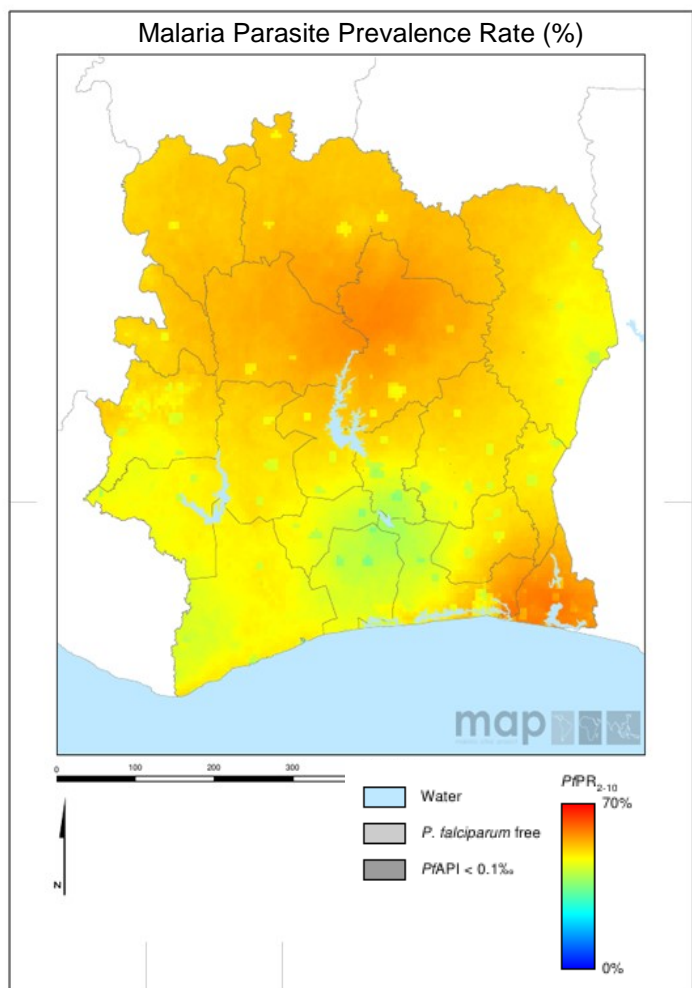 Malaria Parasite Prevalence Rate (%)
map
0 100 200 300
Water
P. falciparum free
PfAPI < 0.1‰
PfPR2-10
70%
0%
N